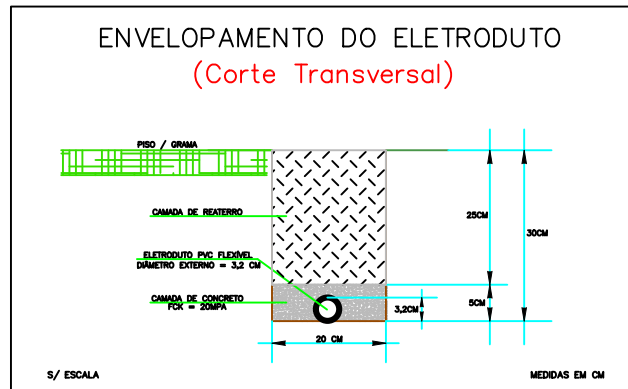 ENVELOPAMENTO DO ELETRODUTO
(Corte Transversal)
PISO / GRAMA
CAMADA DE REATERRO
25CM
30CM
ELETRODUTO PVC FLEXÍVEL
DIÂMETRO EXTERNO = 3,2 CM
CAMADA DE CONCRETO
FCK = 20MPA
3,2CM
5CM
20 CM
S/ ESCALA
MEDIDAS EM CM